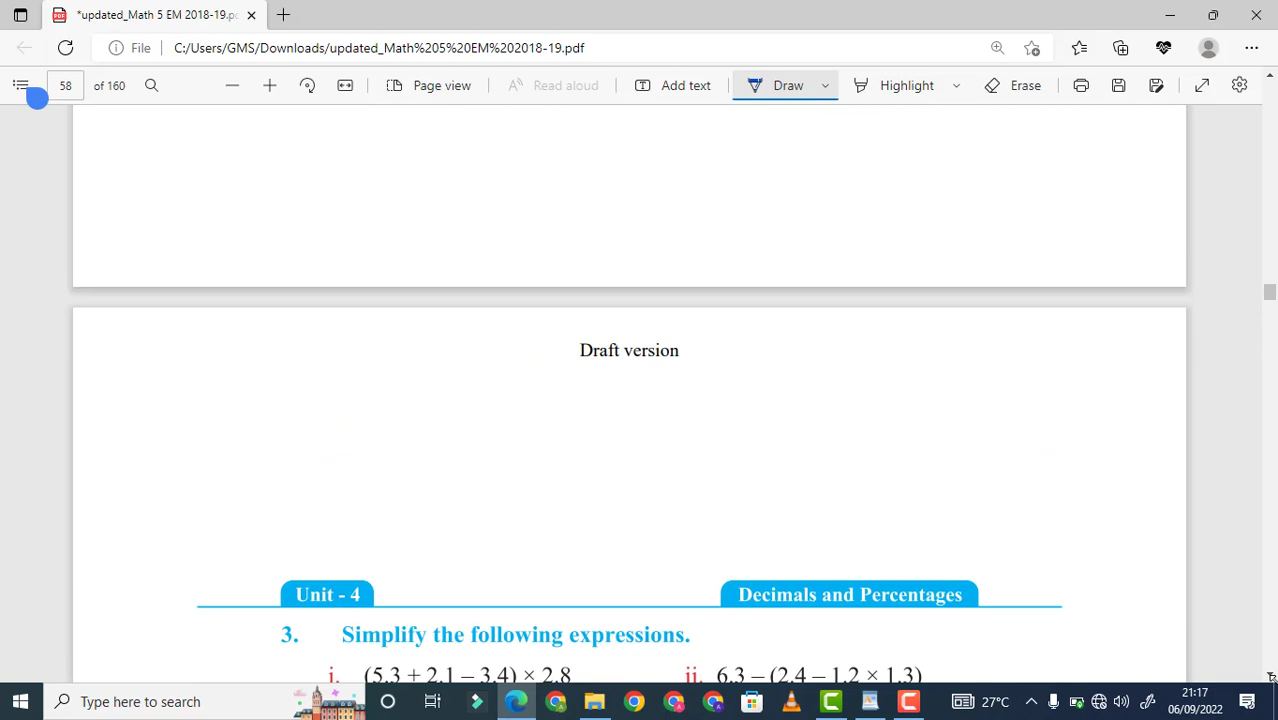 *updated_Math 5 EM 2018-19.pd
File C:/Users/GMS/Downloads/updated_Math%205%20EM%202018-19.pdf
58 of 160 Page view Read aloud Add text Draw Highlight Erase
Draft version
Unit - 4 Decimals and Percentages
3. Simplify the following expressions.
i. (5.3 + 2.1 – 3.4) × 2.8 ii. 6.3 – (2.4 – 1.2 × 1.3)
Type here to search 27°C 21:17
06/09/2022